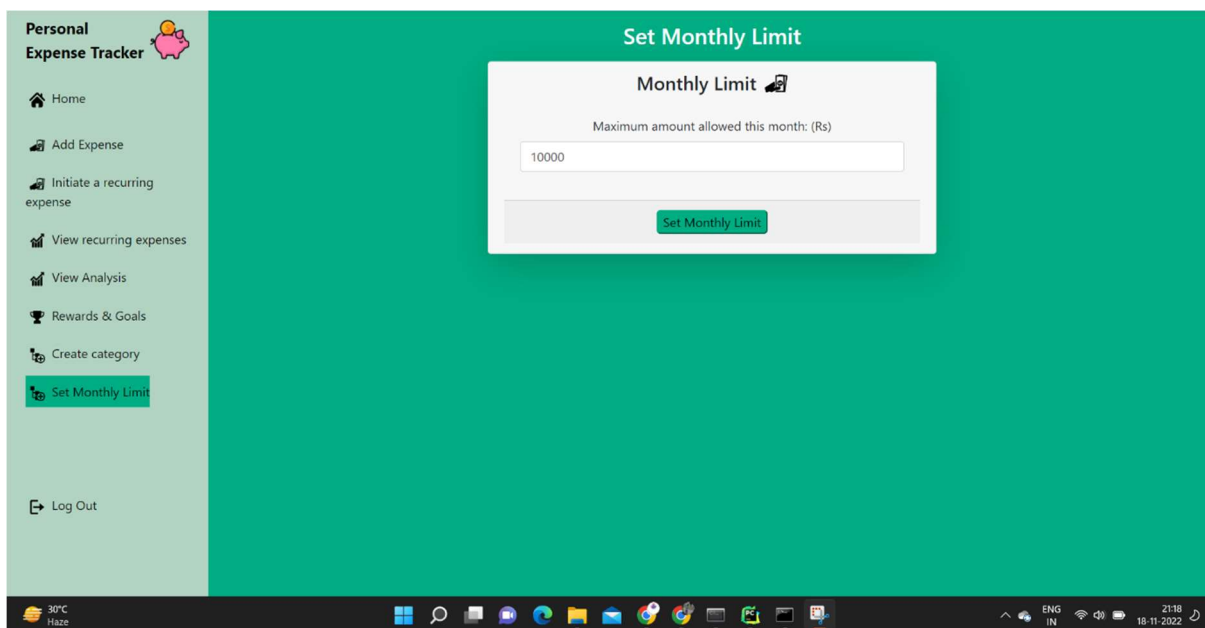 Personal
Expense Tracker
Home
Add Expense
Initiate a recurring
expense
View recurring expenses
View Analysis
Rewards & Goals
Create category
Set Monthly Limit
Log Out
Set Monthly Limit
Monthly Limit
Maximum amount allowed this month: (Rs)
10000
Set Monthly Limit
30°C
Haze
ENG
IN
21:18
18-11-2022